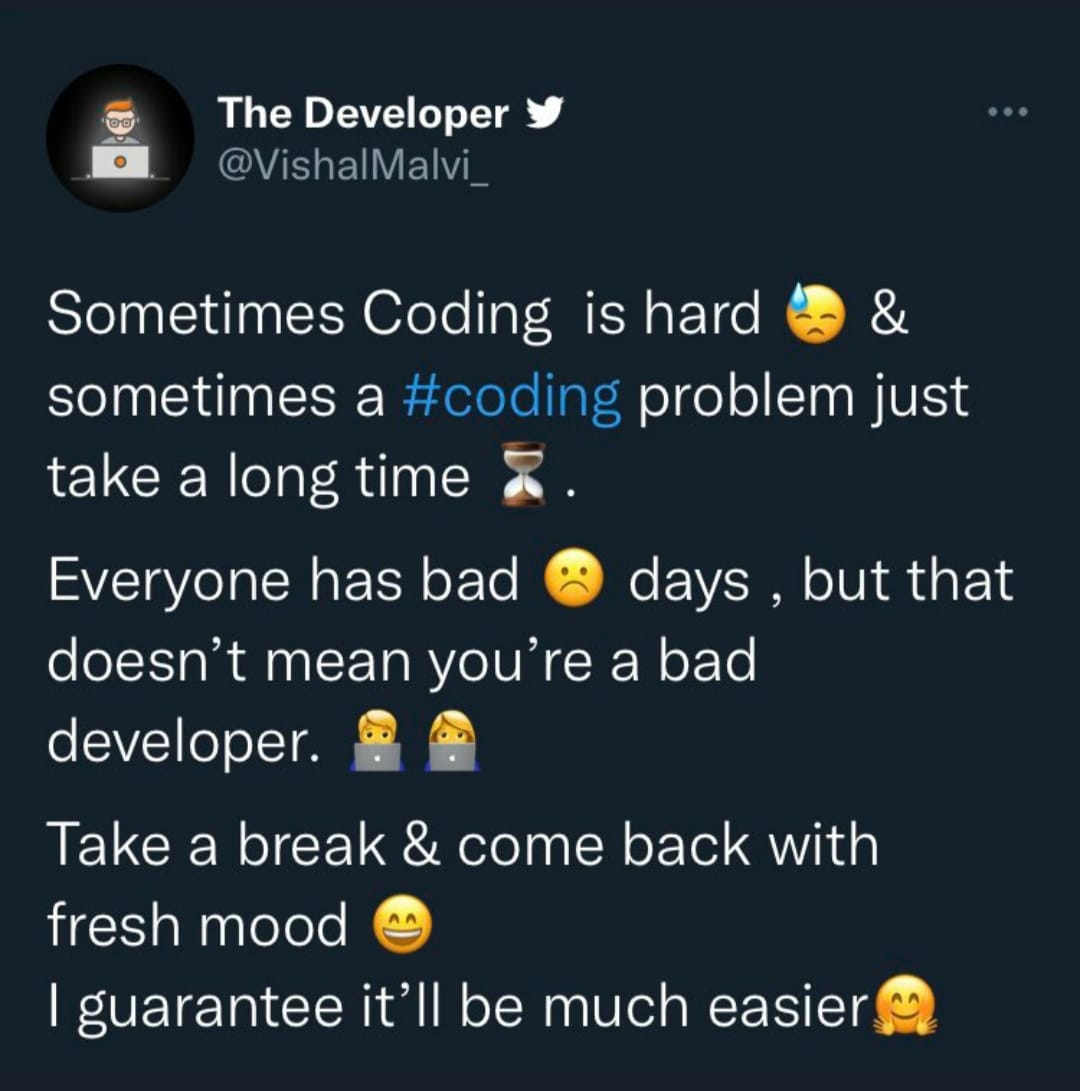 The Developer
@VishalMalvi_
Sometimes Coding  is hard 😓 &
sometimes a #coding problem just
take a long time ⏳ .
Everyone has bad ☹️ days , but that
doesn’t mean you’re a bad
developer. 👨‍💻 👩‍💻
Take a break & come back with
fresh mood 😄
I guarantee it’ll be much easier🤗